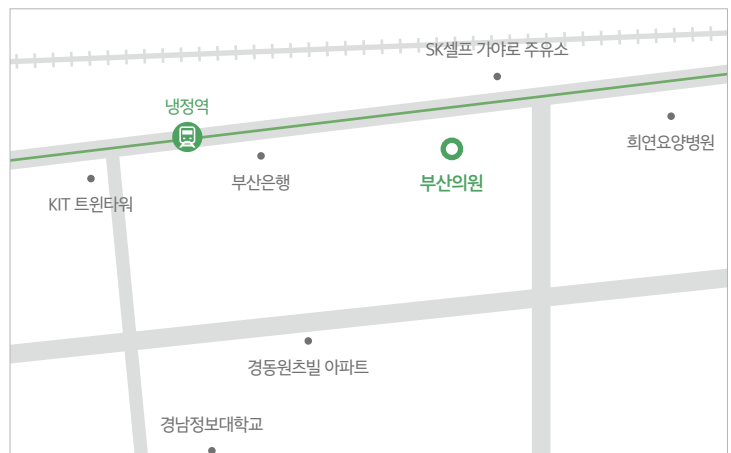 SK셀프 가야로 주유소
냉정역
희연요양병원
부산은행
부산의원
KIT 트윈타워
경동원츠빌 아파트
경남정보대학교